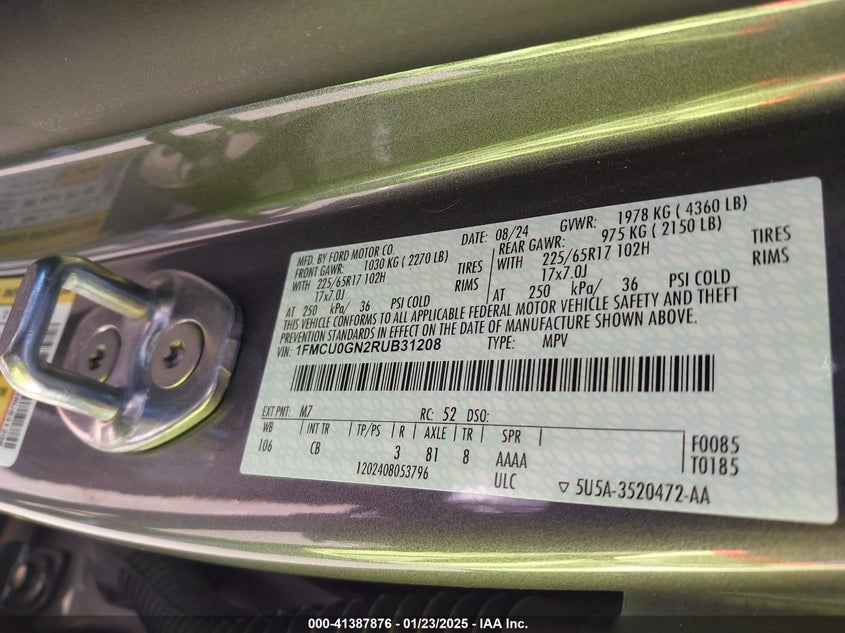 MFD. BY FORD MOTOR CO.
DATE: 08/24
GVWR: 1978 KG ( 4360 LB)
FRONT GAWR: 1030 KG ( 2270 LB)
REAR GAWR: 975 KG ( 2150 LB)
WITH 225/65R17 102H TIRES
WITH 225/65R17 102H TIRES
17x7.0J RIMS
17x7.0J RIMS
AT 250 kPa/ 36 PSI COLD
AT 250 kPa/ 36 PSI COLD
THIS VEHICLE CONFORMS TO ALL APPLICABLE FEDERAL MOTOR VEHICLE SAFETY AND THEFT
PREVENTION STANDARDS IN EFFECT ON THE DATE OF MANUFACTURE SHOWN ABOVE.
VIN: 1FMCU0GN2RUB31208 TYPE: MPV
EXT PNT: M7 RC: 52 DSO:
WB INT TR TP/PS R AXLE TR SPR
106 CB 3 81 8 AAAA
F0085
T0185
1202408053796 ULC ▽ 5U5A-3520472-AA
000-41387876 - 01/23/2025 - IAA Inc.